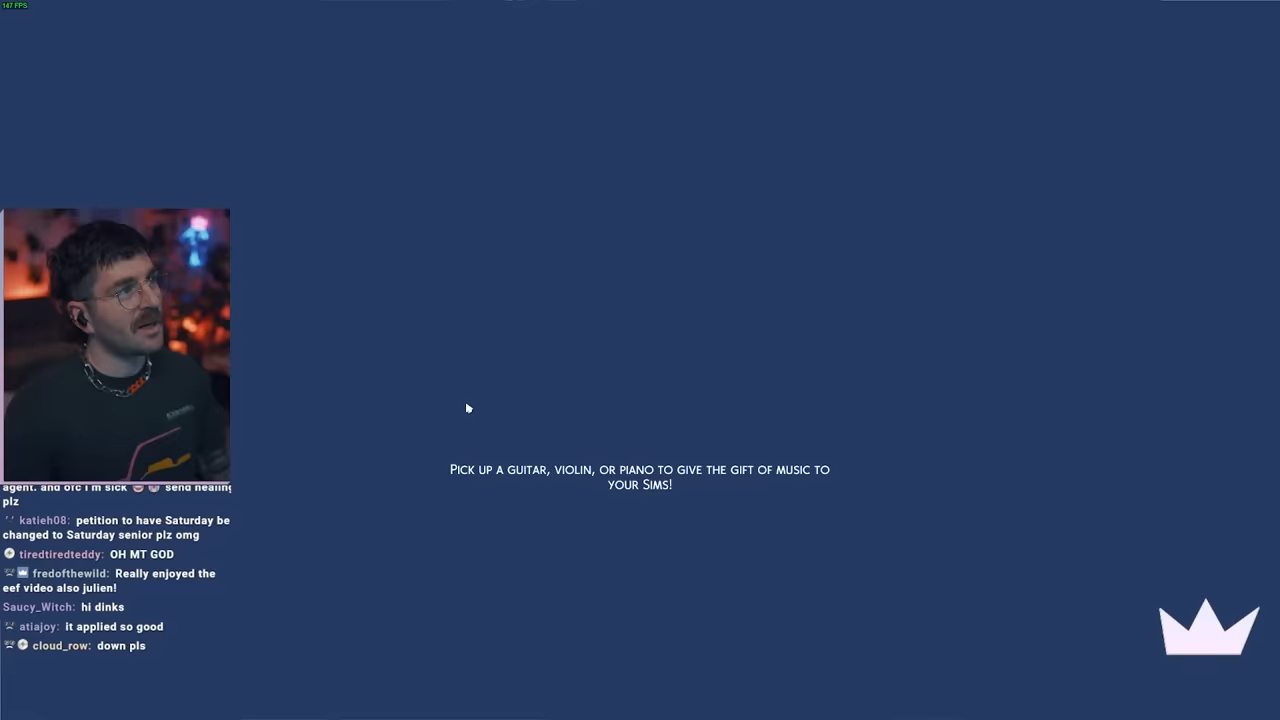 147 FPS
PICK UP A GUITAR, VIOLIN, OR PIANO TO GIVE THE GIFT OF MUSIC TO
YOUR SIMS!
agent. and ofc i'm sick send healing
plz
katieh08: petition to have Saturday be
changed to Saturday senior plz omg
tiredtiredteddy: OH MT GOD
fredofthewild: Really enjoyed the
eef video also julien!
Saucy_Witch: hi dinks
atiajoy: it applied so good
cloud_row: down pls